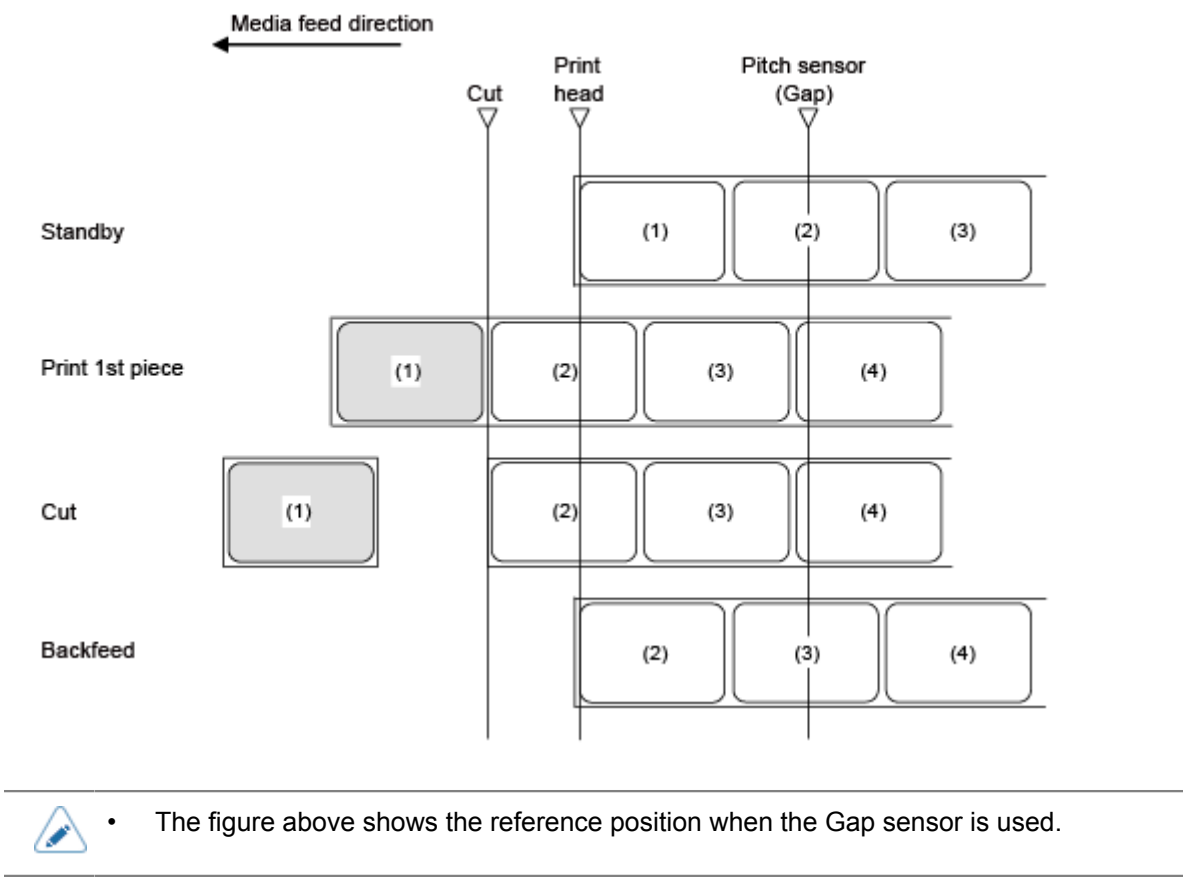 Media feed direction
Cut
Print
head
Pitch sensor
(Gap)
Standby
(1)
(2)
(3)
Print 1st piece
(1)
(2)
(3)
(4)
Cut
(1)
(2)
(3)
(4)
Backfeed
(2)
(3)
(4)
• The figure above shows the reference position when the Gap sensor is used.